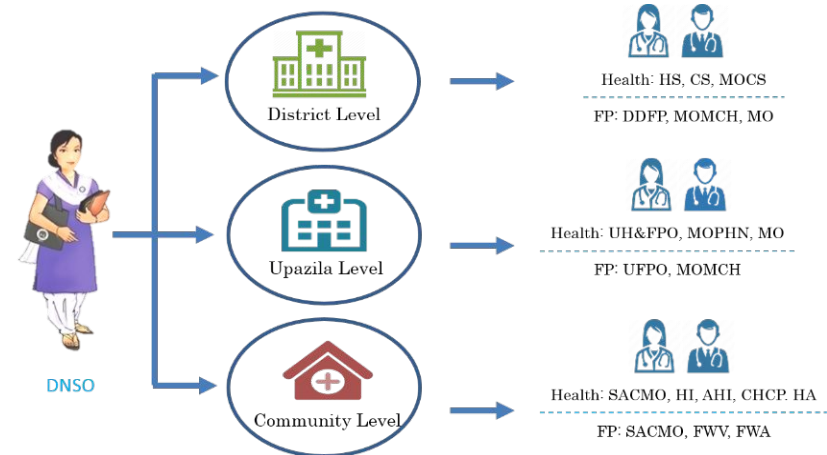 District Level
Health: HS, CS, MOCS
FP: DDFP, MOMCH, MO
Upazila Level
Health: UH&FPO, MOPHN, MO
FP: UFPO, MOMCH
DNSO
Community Level
Health: SACMO, HI, AHI, CHCP. HA
FP: SACMO, FWV, FWA